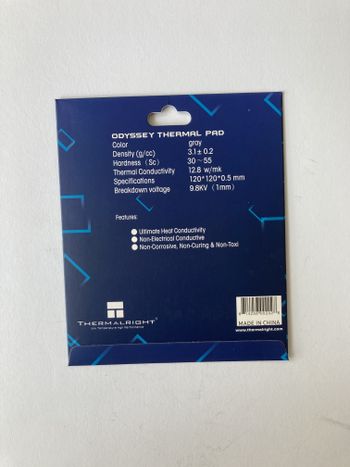 ODYSSEY THERMAL PAD
Color gray
Density (g/cc) 3.1± 0.2
Hardness (Sc) 30～55
Thermal Conductivity 12.8 w/mk
Specifications 120*120*0.5 mm
Breakdown voltage 9.8KV (1mm)
Features:
Ultimate Heat Conductivity
Non-Electrical Conductive
Non-Corrosive, Non-Curing & Non-Toxi
THERMALRIGHT®
MADE IN CHINA
www.thermalright.com